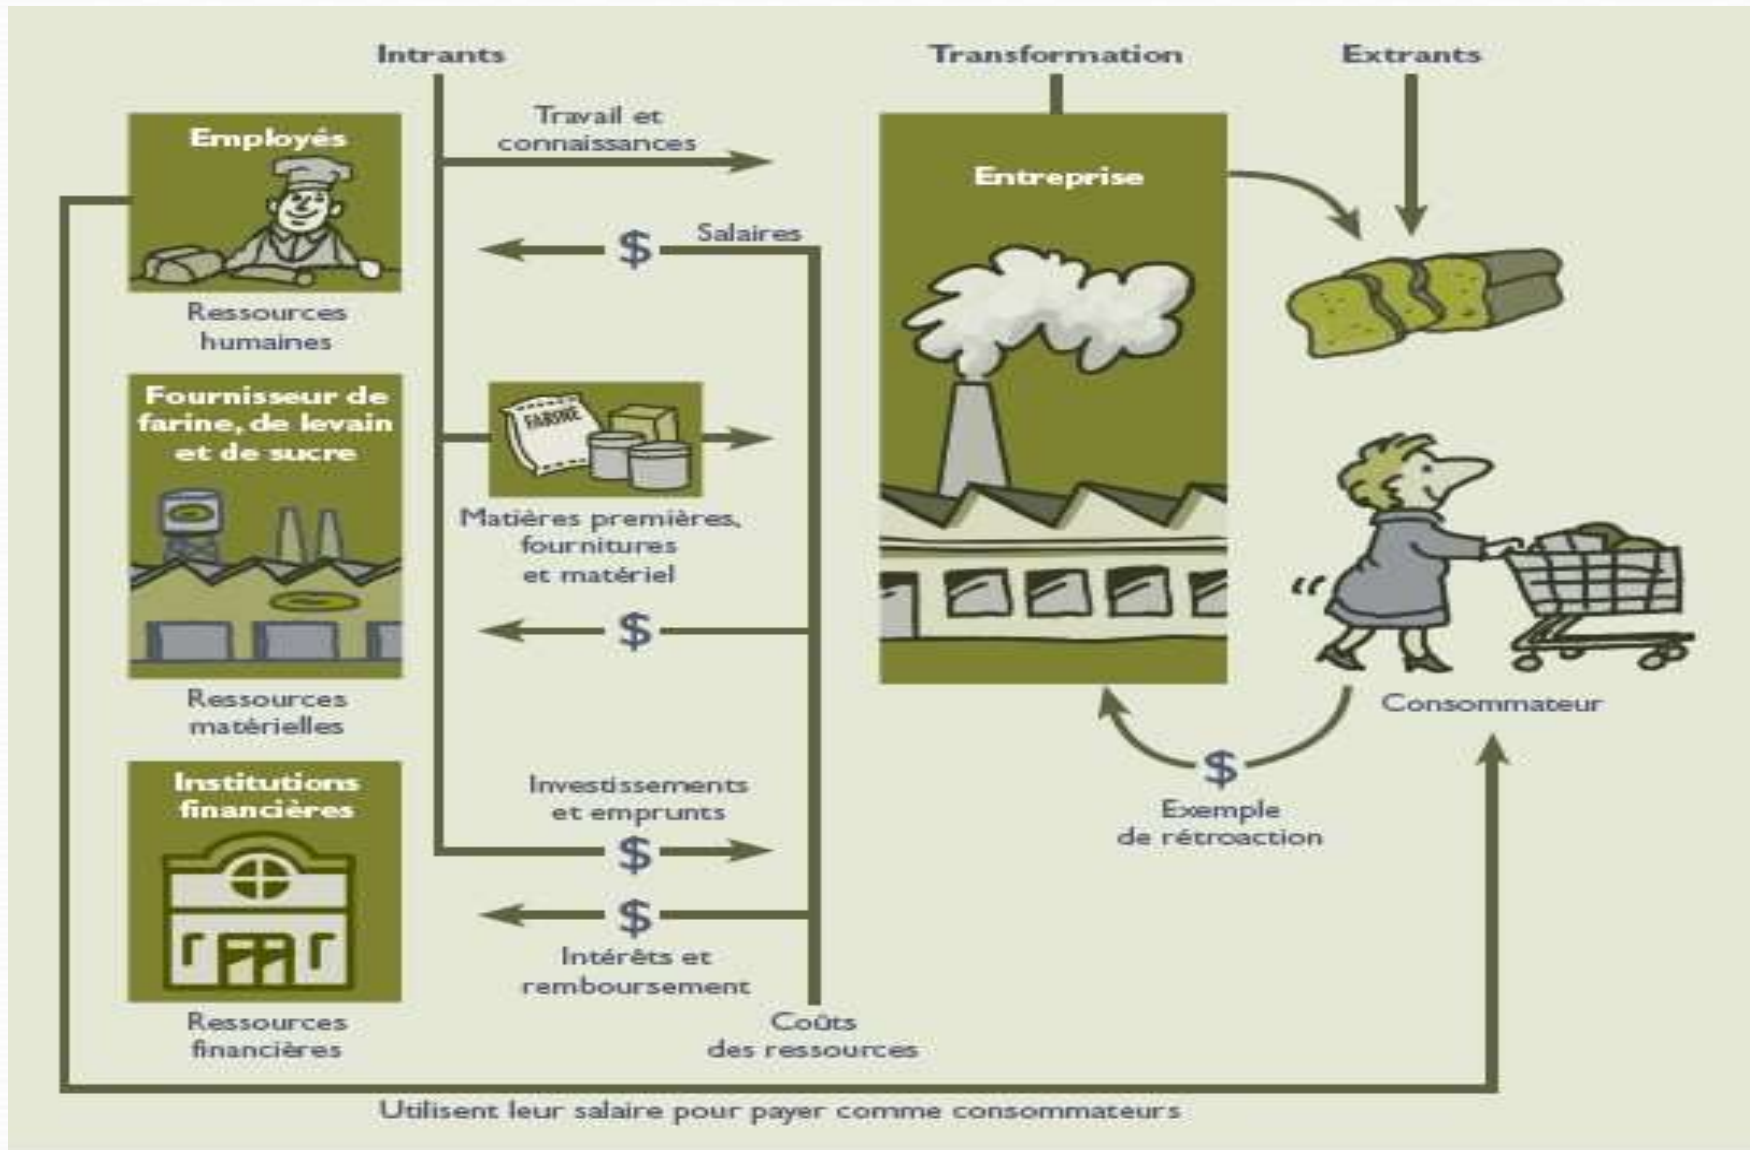 Intrants
Transformation
Extrants
Employés
Travail et
connaissances
Salaires
$
Ressources
humaines
Entreprise
Fournisseur de
farine, de levain
et de sucre
FARINE
Matières premières,
fournitures
et matériel
$
Ressources
matérielles
Consommateur
$
Exemple
de rétroaction
Institutions
financières
Investissements
et emprunts
$
$
Intérêts et
remboursement
Ressources
financières
Coûts
des ressources
Utilisent leur salaire pour payer comme consommateurs